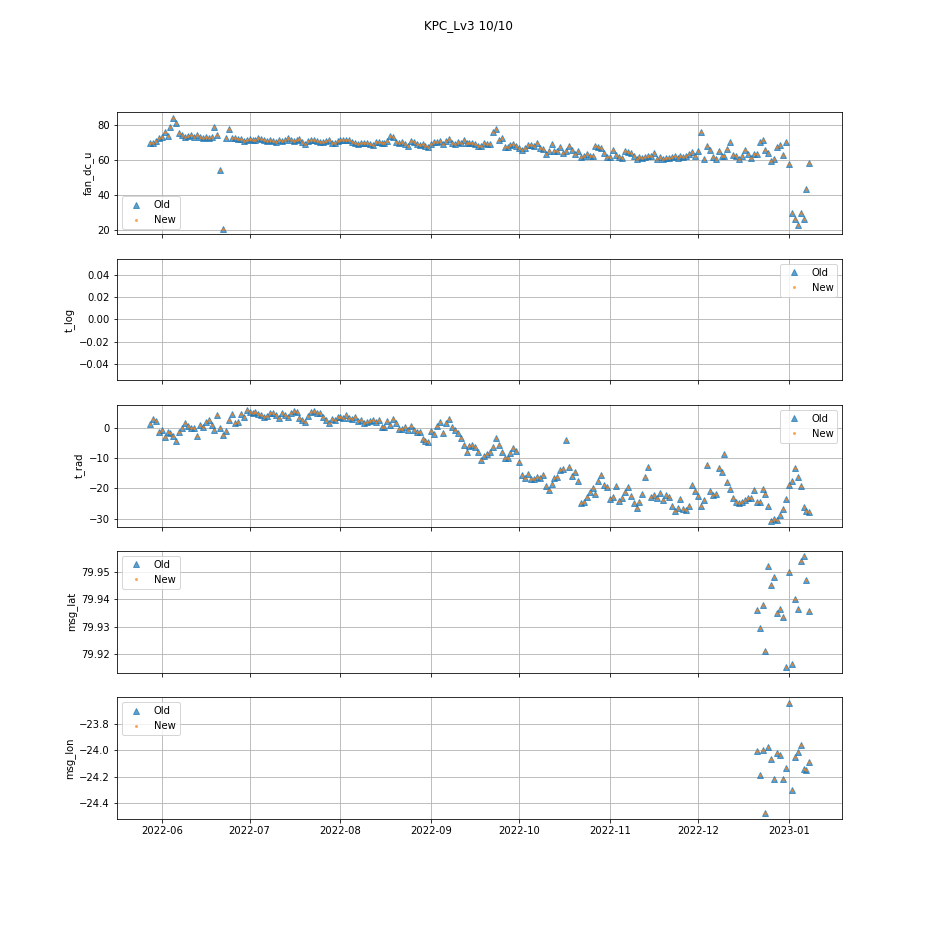 KPC_Lv3 10/10
80
60
40
20
fan_dc_u
Old
New
0.04
0.02
0.00
−0.02
−0.04
t_log
Old
New
0
−10
−20
−30
t_rad
Old
New
79.95
79.94
79.93
79.92
msg_lat
Old
New
−23.8
−24.0
−24.2
−24.4
msg_lon
Old
New
2022-06 2022-07 2022-08 2022-09 2022-10 2022-11 2022-12 2023-01